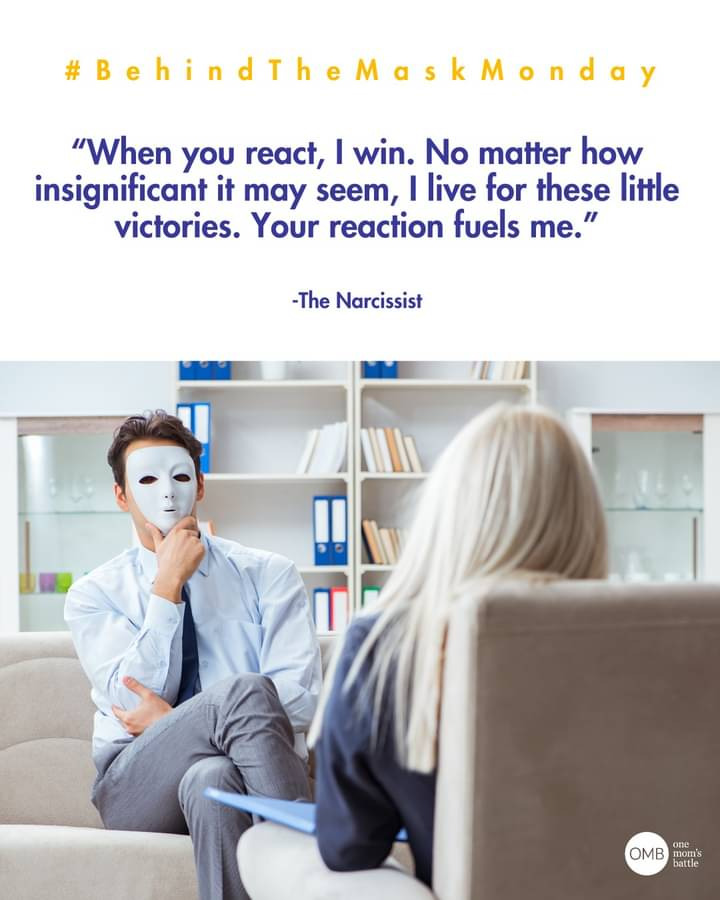 #BehindTheMaskMonday
“When you react, I win. No matter how
insignificant it may seem, I live for these little
victories. Your reaction fuels me.”
-The Narcissist
OMB
one
mom's
battle